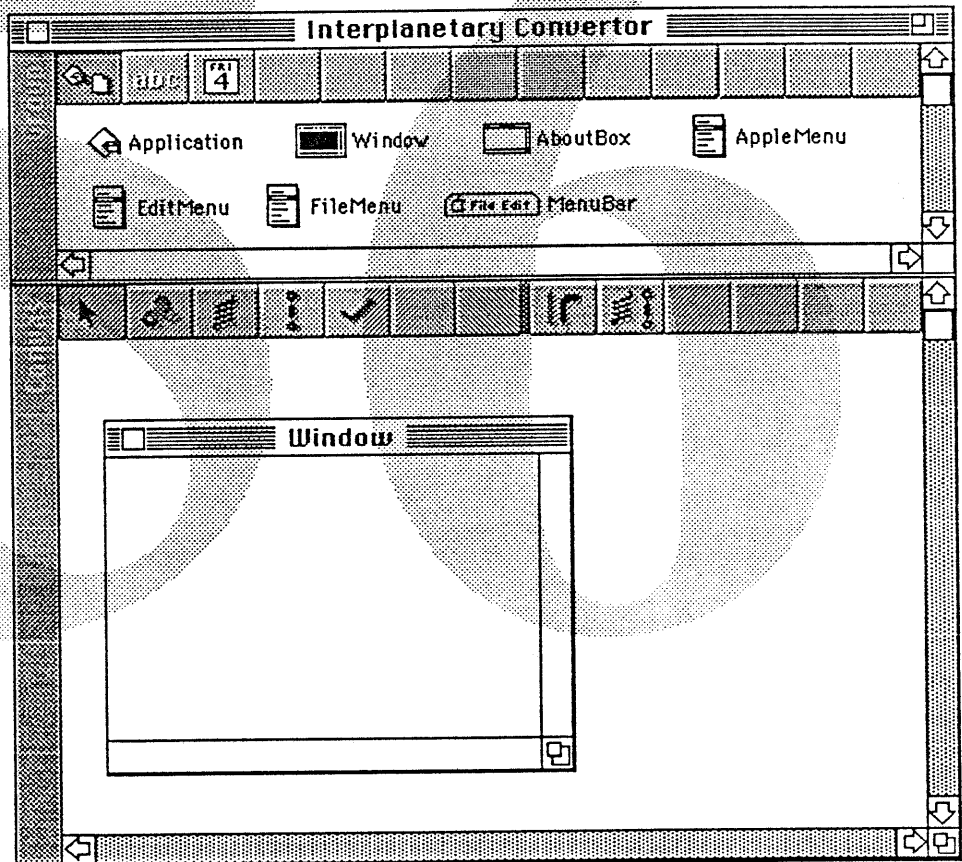 Interplanetary Convertor
FRI
4
Application Window AboutBox AppleMenu
EditMenu FileMenu File Edit MenuBar
Window